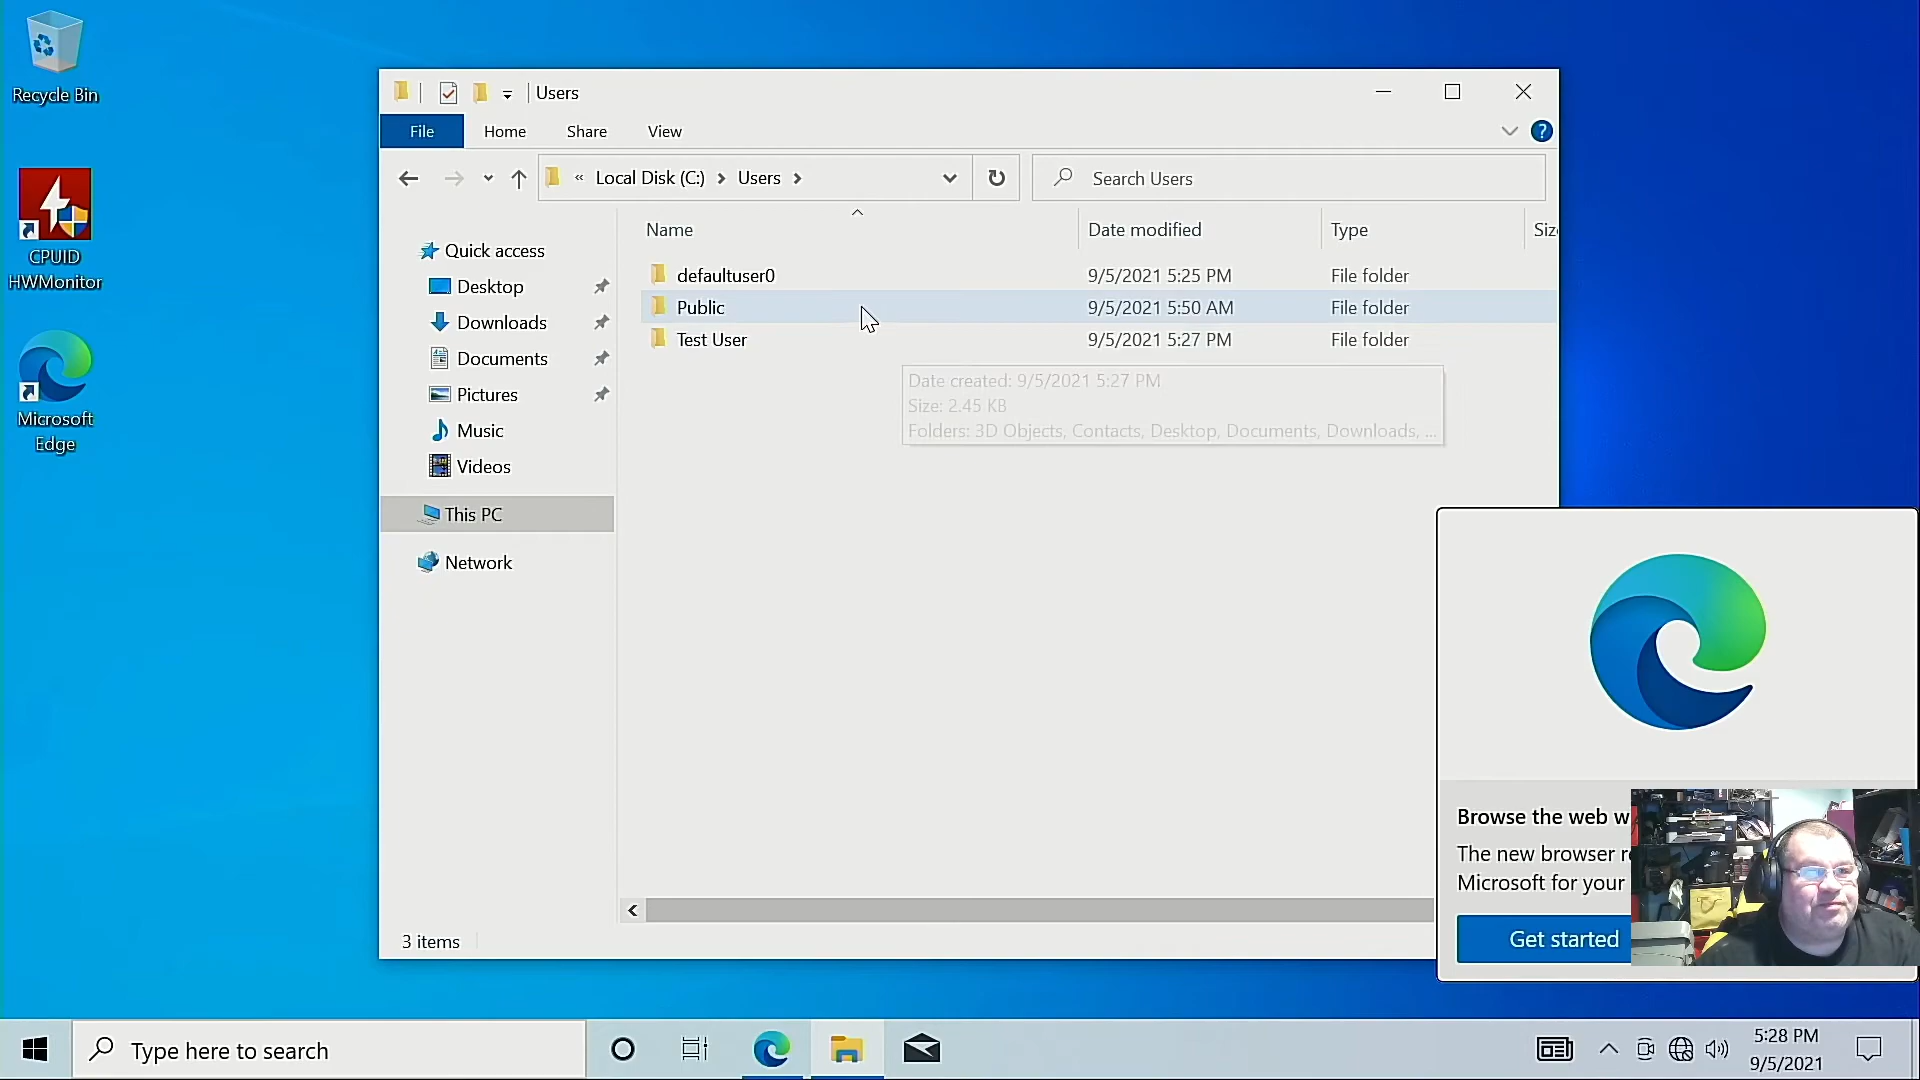 Recycle Bin
CPUID
HWMonitor
Microsoft
Edge
Users
File Home Share View
« Local Disk (C:) > Users >
Search Users
Name Date modified Type Siz
defaultuser0 9/5/2021 5:25 PM File folder
Public 9/5/2021 5:50 AM File folder
Test User 9/5/2021 5:27 PM File folder
Date created: 9/5/2021 5:27 PM
Size: 2.45 KB
Folders: 3D Objects, Contacts, Desktop, Documents, Downloads, ...
Quick access
Desktop
Downloads
Documents
Pictures
Music
Videos
This PC
Network
3 items
Browse the web w
The new browser r
Microsoft for your
Get started
Type here to search
5:28 PM
9/5/2021